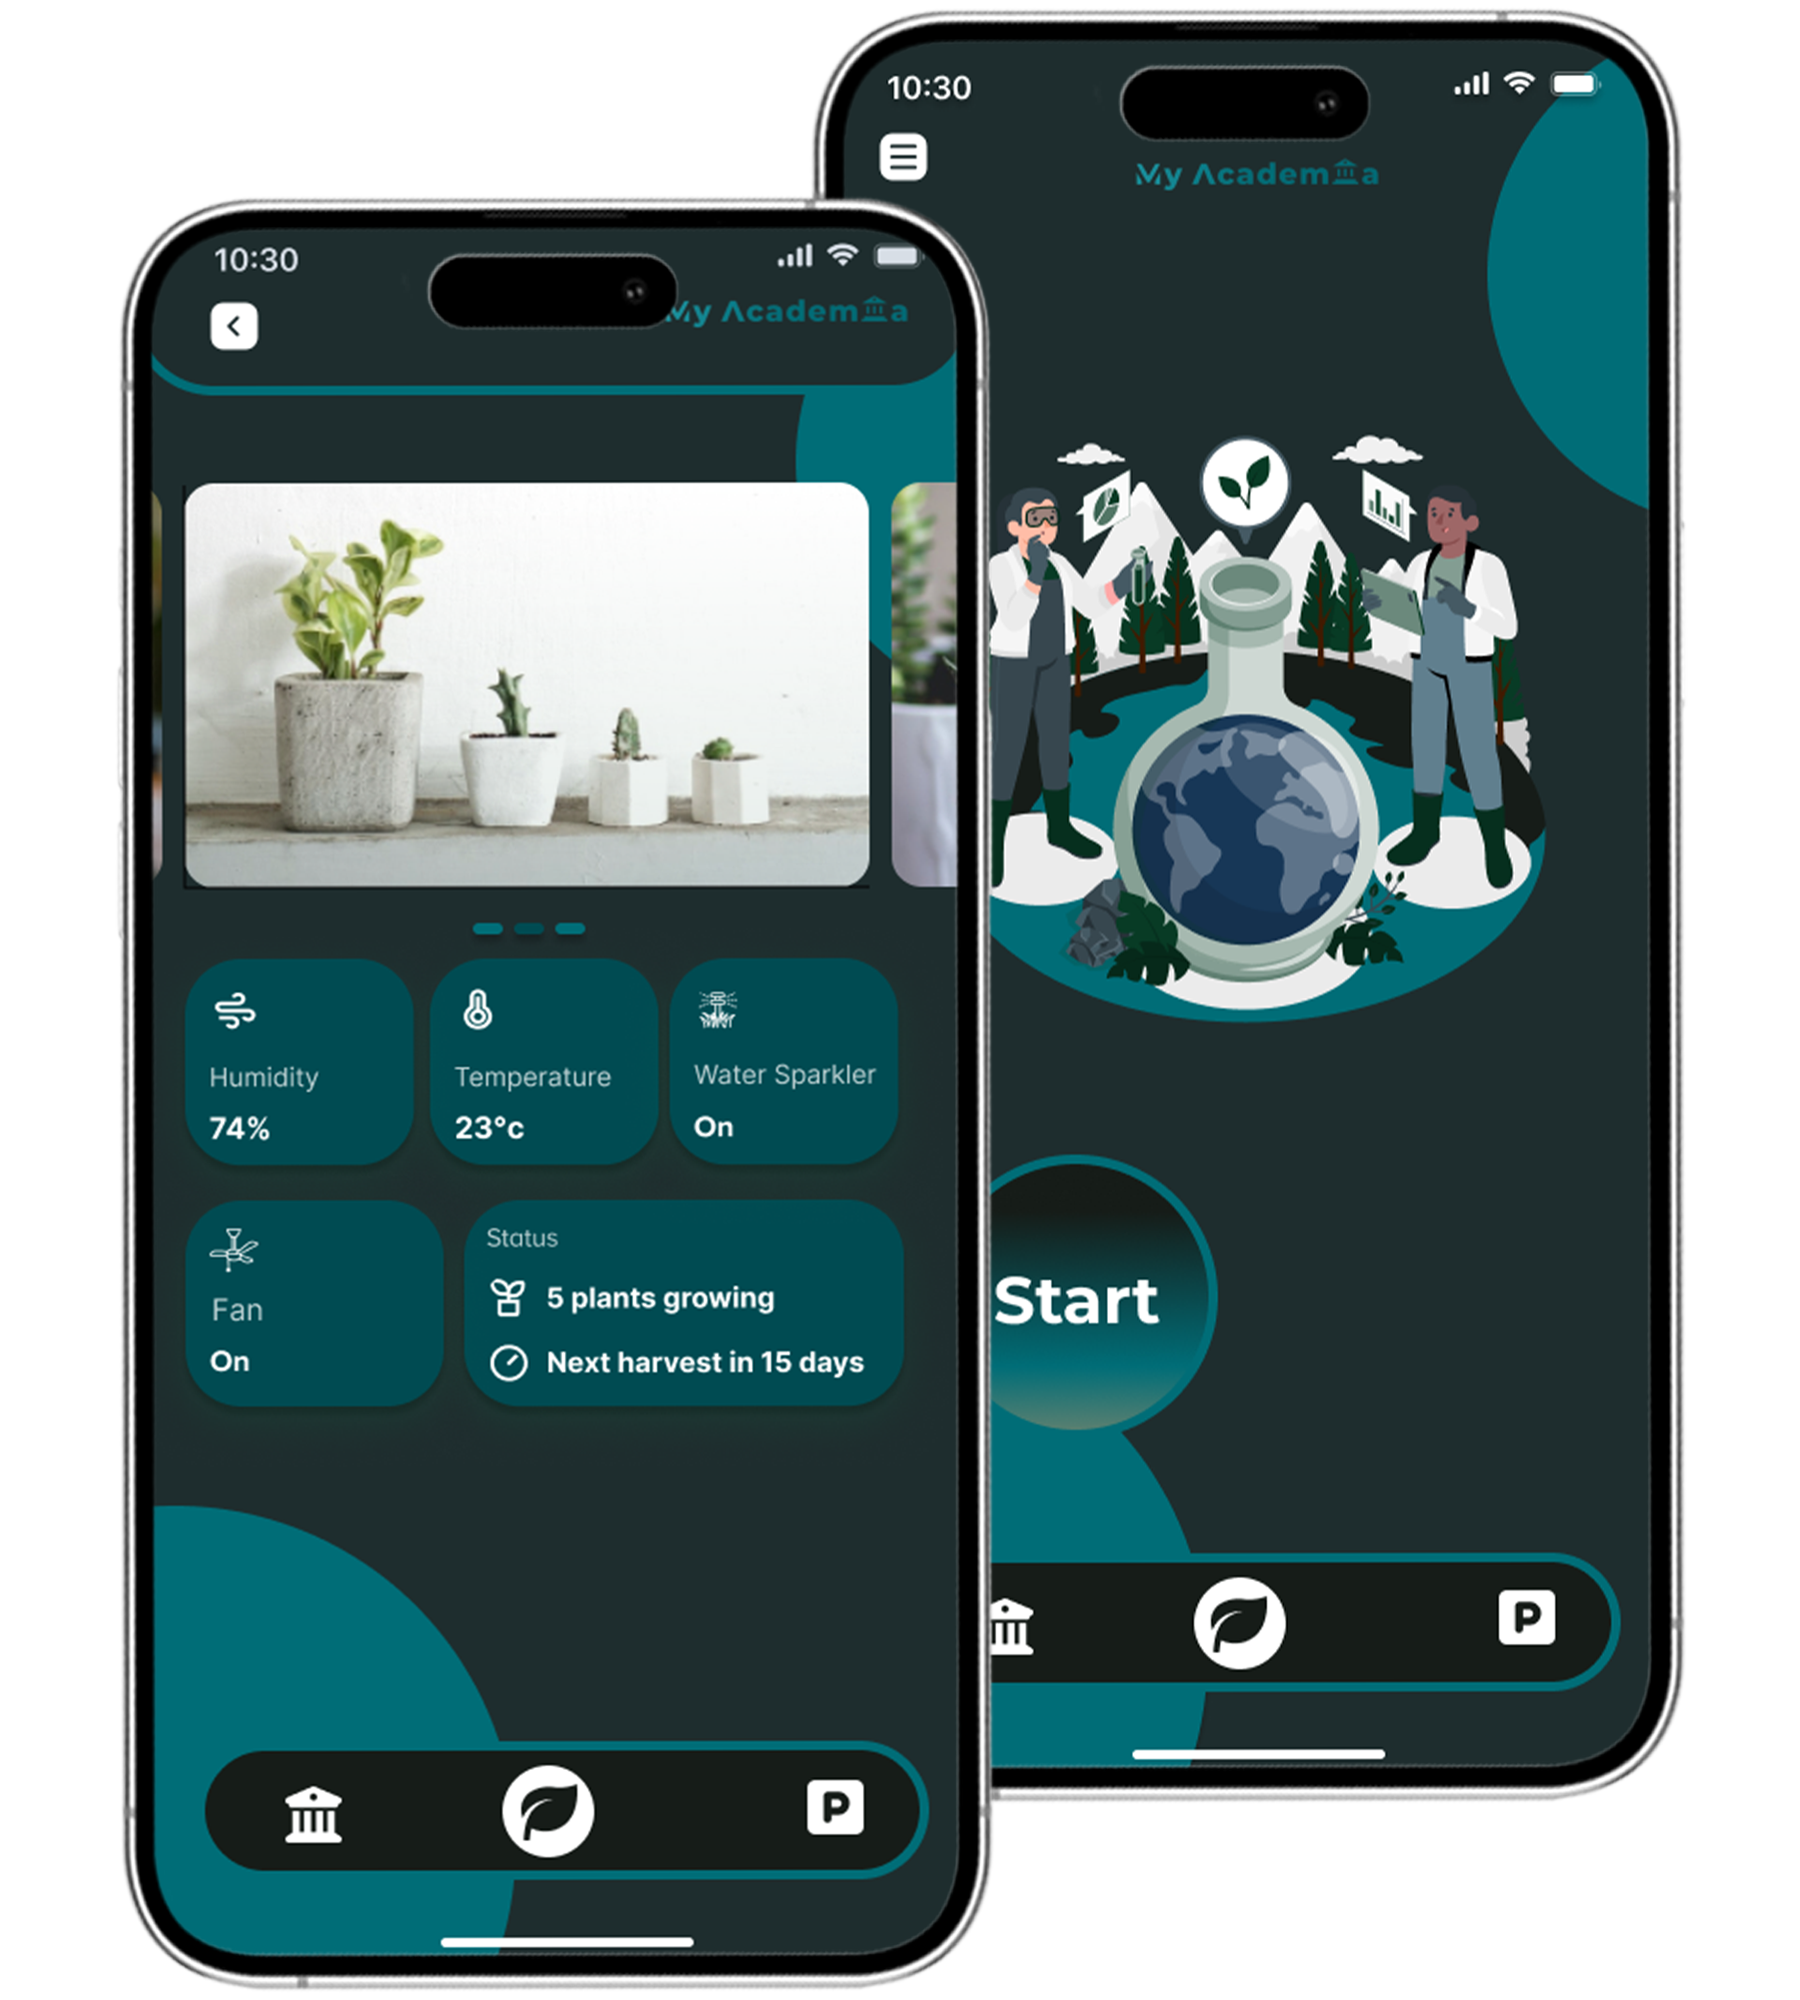 10:30
My Academia
Humidity
74%
Temperature
23°c
Water Sparkler
On
Fan
On
Status
5 plants growing
Next harvest in 15 days
P
10:30
My Academia
Start
P